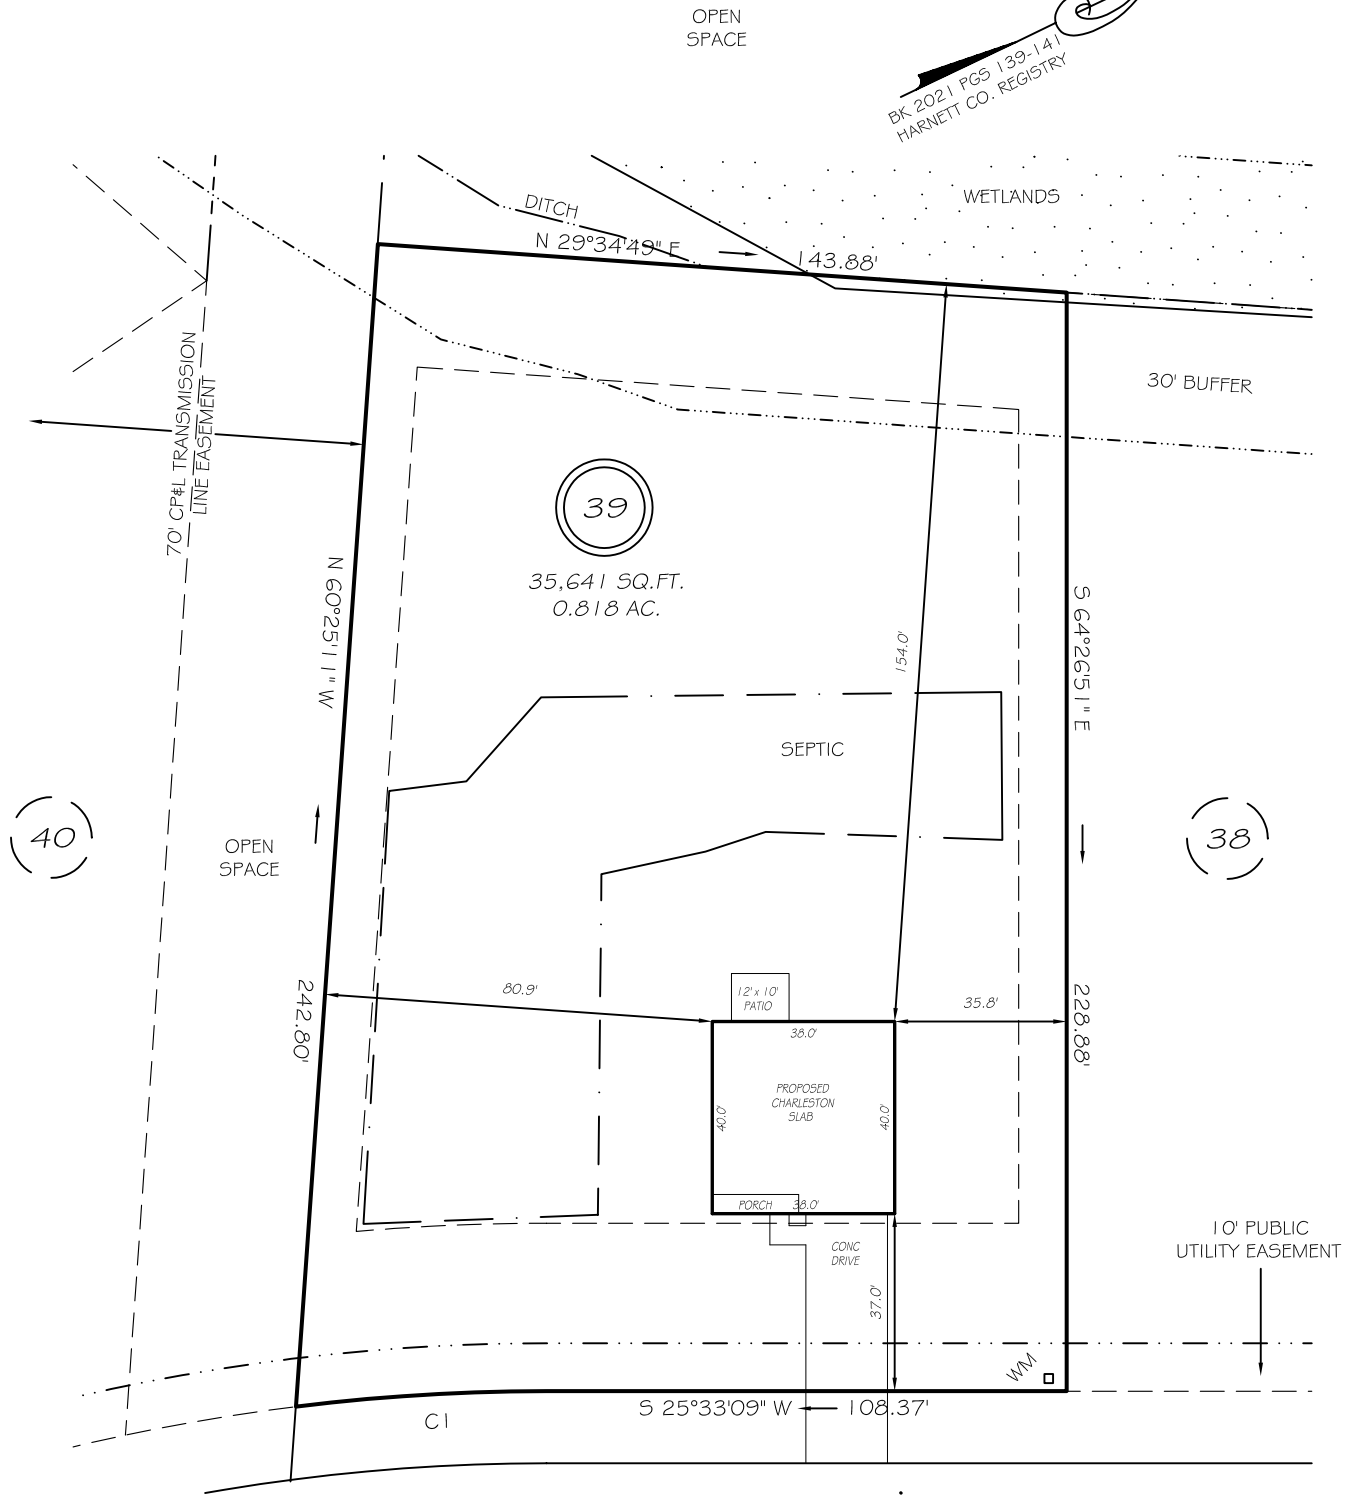 OPEN
SPACE
BK 2021 PGS 139-141
HARNETT CO. REGISTRY
WETLANDS
DITCH
N 29°34'49" E
143.88'
30' BUFFER
70' CP&L TRANSMISSION
LINE EASEMENT
39
35,641 SQ.FT.
0.818 AC.
N 60°25'11" W
S 64°26'51" E
154.0'
SEPTIC
40
OPEN
SPACE
38
242.80'
80.9'
12' x 10'
PATIO
35.8'
228.88'
38.0'
PROPOSED
CHARLESTON
SLAB
40.0'
40.0'
PORCH
38.0'
CONC
DRIVE
37.0'
10' PUBLIC
UTILITY EASEMENT
WM
S 25°33'09" W
108.37'
C1